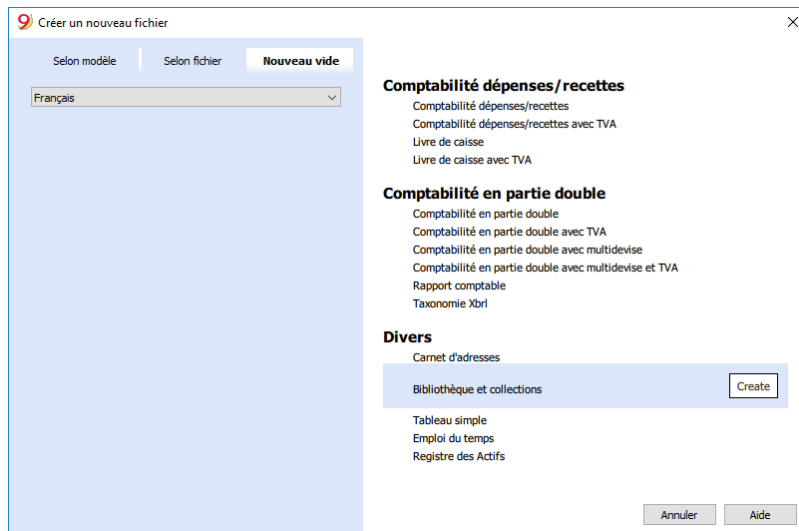 9 Créer un nouveau fichier
Selon modèle Selon fichier Nouveau vide
Français
Comptabilité dépenses/recettes
Comptabilité dépenses/recettes
Comptabilité dépenses/recettes avec TVA
Livre de caisse
Livre de caisse avec TVA
Comptabilité en partie double
Comptabilité en partie double
Comptabilité en partie double avec TVA
Comptabilité en partie double avec multidevise
Comptabilité en partie double avec multidevise et TVA
Rapport comptable
Taxonomie Xbrl
Divers
Carnet d'adresses
Bibliothèque et collections Create
Tableau simple
Emploi du temps
Registre des Actifs
Annuler Aide